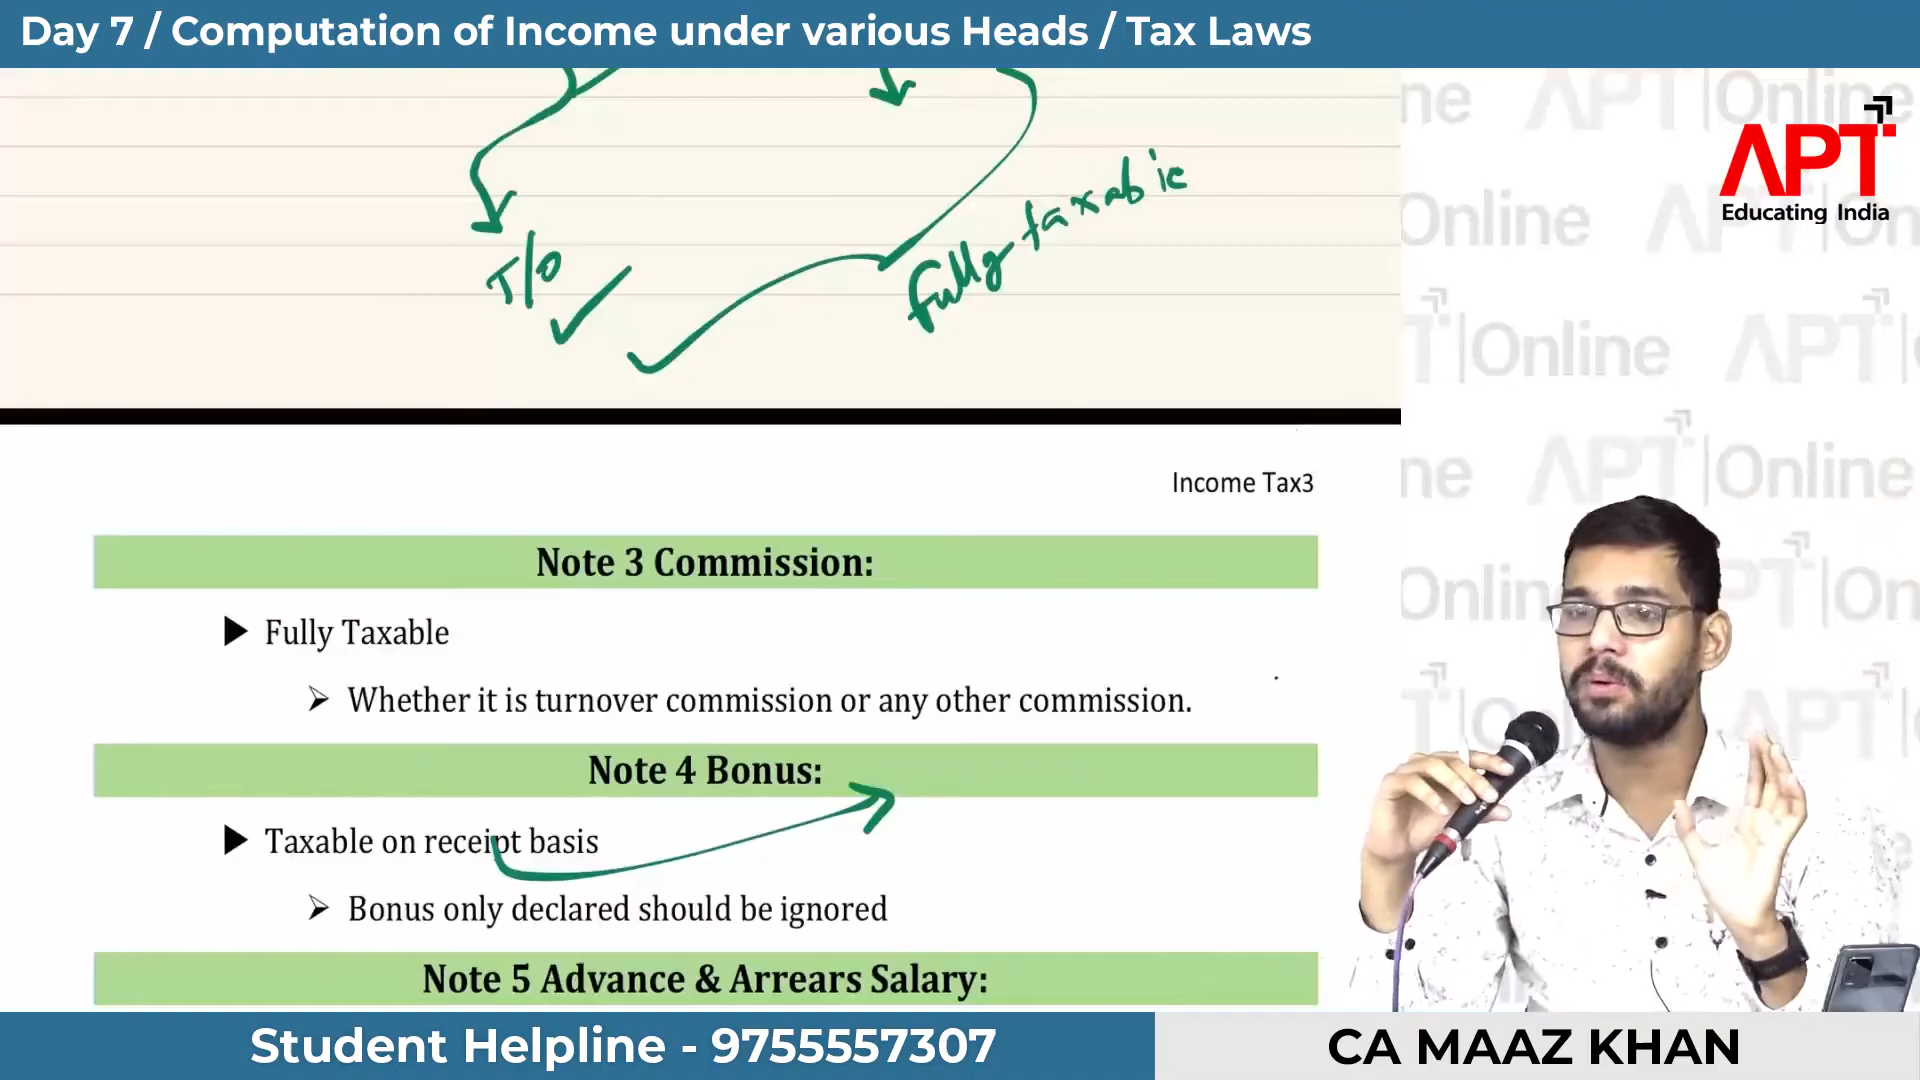 Day 7 / Computation of Income under various Heads / Tax Laws
APT
Educating India
T/O
Fully taxable
Income Tax3
Note 3 Commission:
Fully Taxable
Whether it is turnover commission or any other commission.
Note 4 Bonus:
Taxable on receipt basis
Bonus only declared should be ignored
Note 5 Advance & Arrears Salary:
APT|Online
Student Helpline - 9755557307
CA MAAZ KHAN